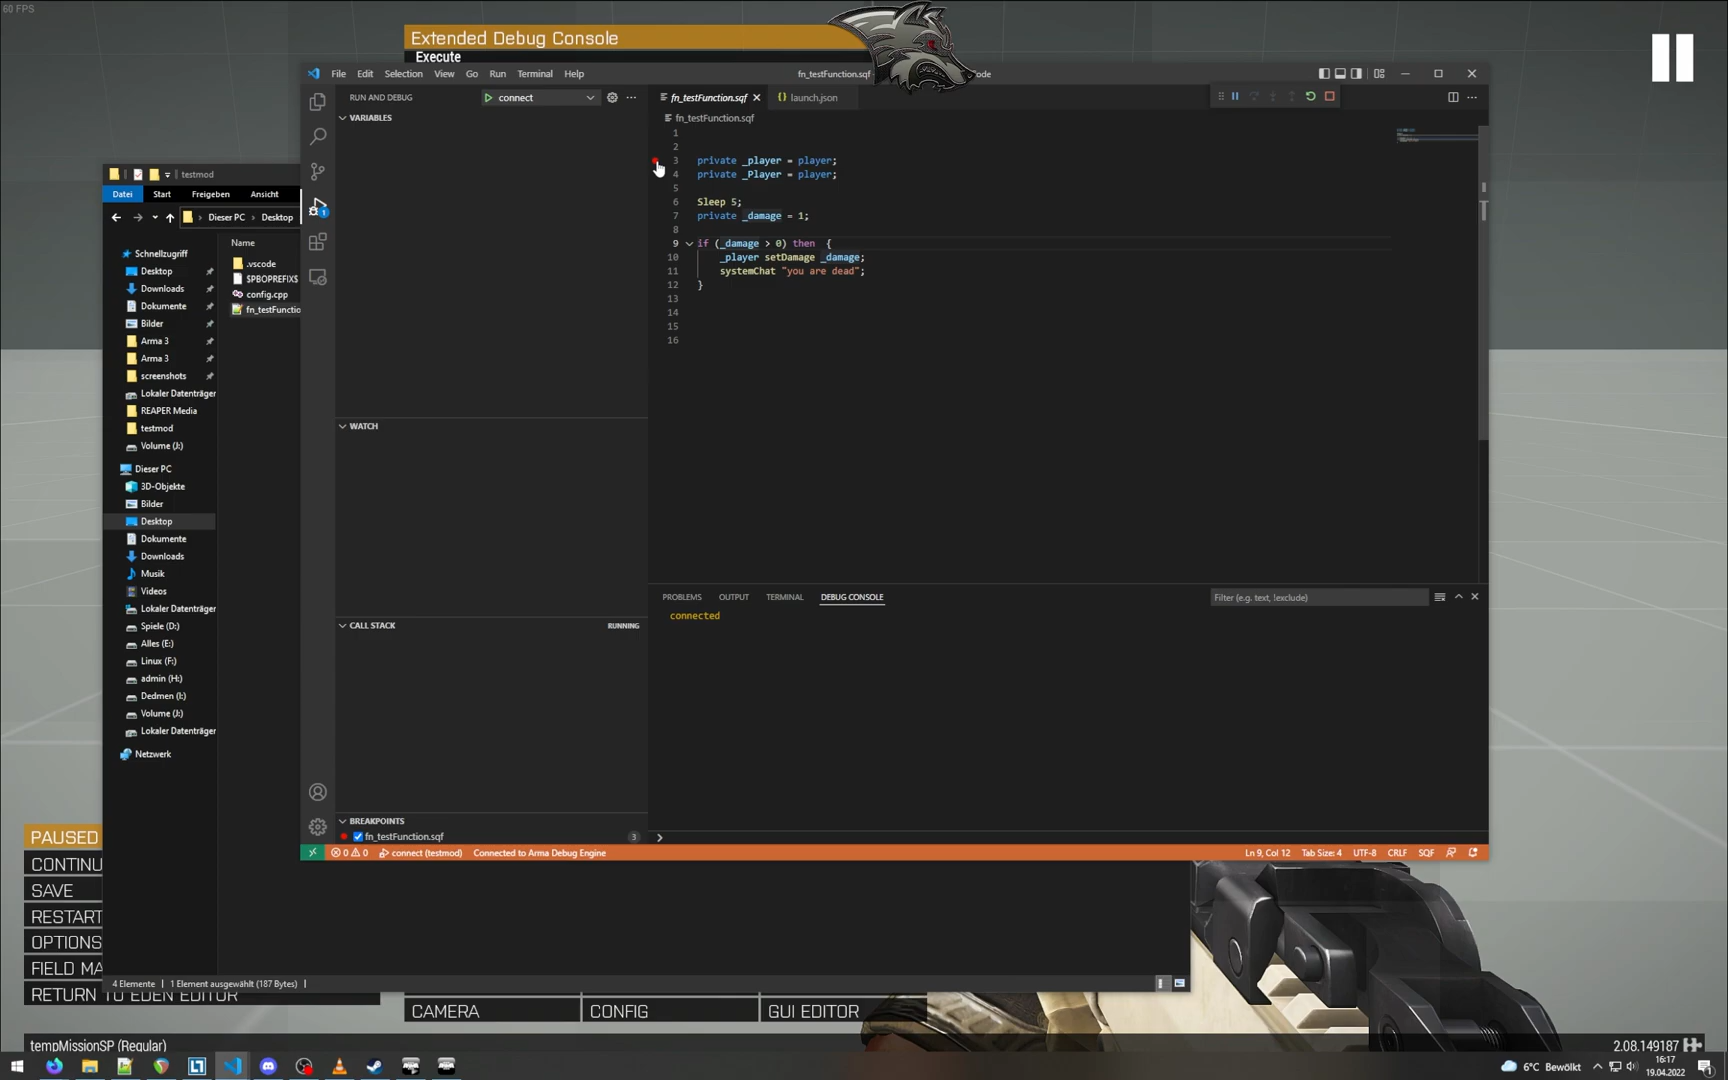 60 FPS
Extended Debug Console
Execute
File Edit Selection View Go Run Terminal Help
fn_testFunction.sqf
ode
RUN AND DEBUG
connect
fn_testFunction.sqf
launch.json
VARIABLES
fn_testFunction.sqf
1
2
3 private _player = player;
4 private _Player = player;
5
6 Sleep 5;
7 private _damage = 1;
8
9 if (_damage > 0) then {
10 _player setDamage _damage;
11 systemChat "you are dead";
12 }
13
14
15
16
testmod
Datei Start Freigeben Ansicht
Dieser PC > Desktop
Name
.vscode
$PBOPREFIX$
config.cpp
fn_testFunctio
Schnellzugriff
Desktop
Downloads
Dokumente
Bilder
Arma 3
Arma 3
screenshots
Lokaler Datenträger
REAPER Media
testmod
Volume (J:)
Dieser PC
3D-Objekte
Bilder
Desktop
Dokumente
Downloads
Musik
Videos
Lokaler Datenträger
Spiele (D:)
Alles (E:)
Linux (F:)
admin (H:)
Dedmen (I:)
Volume (J:)
Lokaler Datenträger
Netzwerk
4 Elemente 1 Element ausgewählt (187 Bytes)
WATCH
CALL STACK RUNNING
BREAKPOINTS
fn_testFunction.sqf 3
PROBLEMS OUTPUT TERMINAL DEBUG CONSOLE
Filter (e.g. text, !exclude)
connected
0 0 connect (testmod) Connected to Arma Debug Engine
Ln 9, Col 12 Tab Size: 4 UTF-8 CRLF SQF
PAUSED
CONTINU
SAVE
RESTART
OPTIONS
FIELD MA
RETURN TO EDEN EDITOR
CAMERA CONFIG GUI EDITOR
tempMissionSP (Regular)
2.08.149187
6°C Bewölkt
16:17
19.04.2022